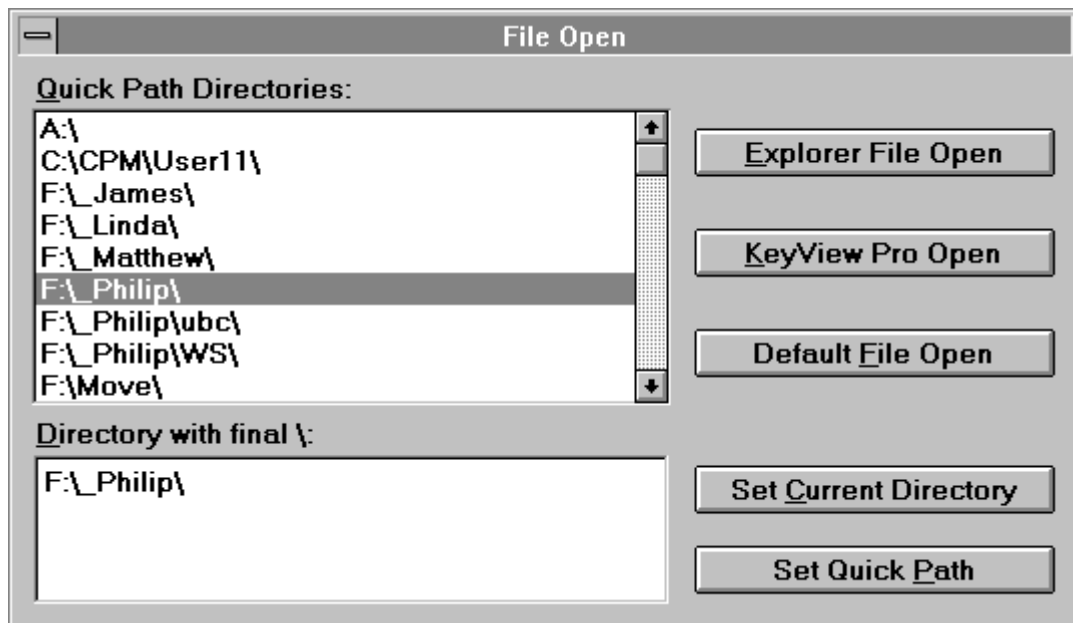 File Open
Quick Path Directories:
A:\
C:\CPM\User11\
F:\_James\
F:\_Linda\
F:\_Matthew\
F:\_Philip\
F:\_Philip\ubc\
F:\_Philip\WS\
F:\Move\
Explorer File Open
KeyView Pro Open
Default File Open
Directory with final \:
F:\_Philip\
Set Current Directory
Set Quick Path